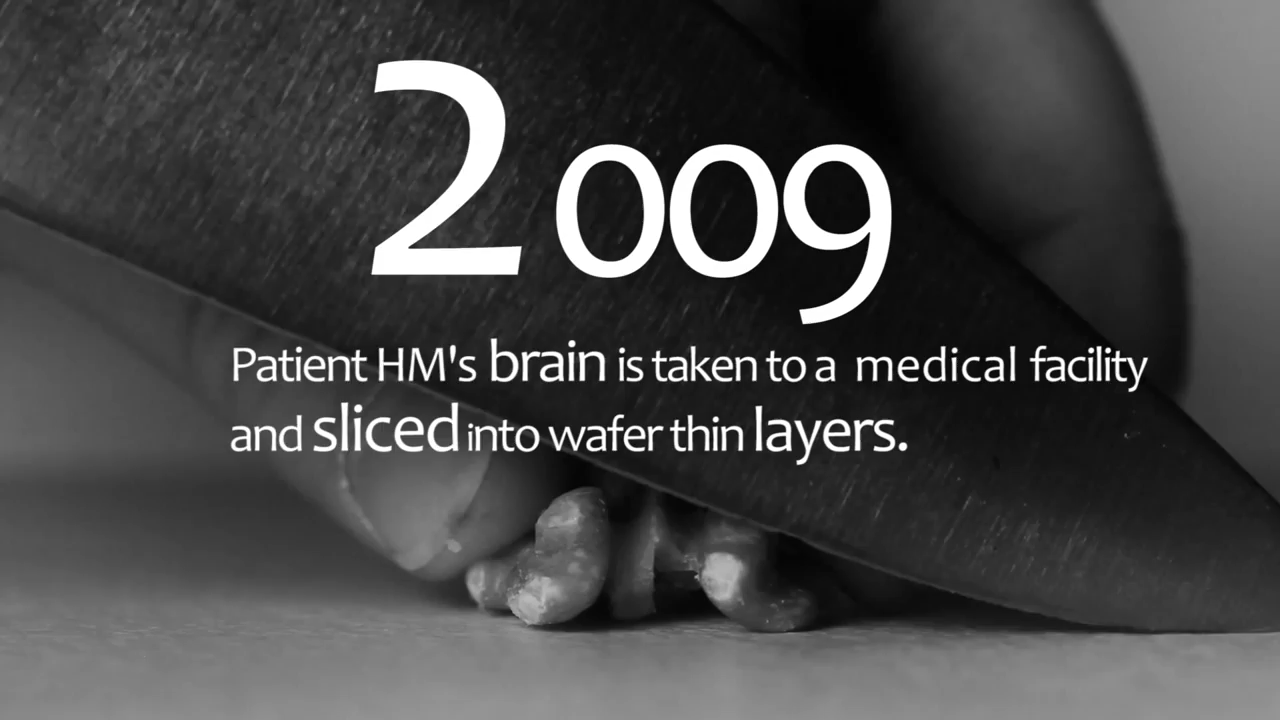 2009
Patient HM's brain is taken to a medical facility
and sliced into wafer thin layers.